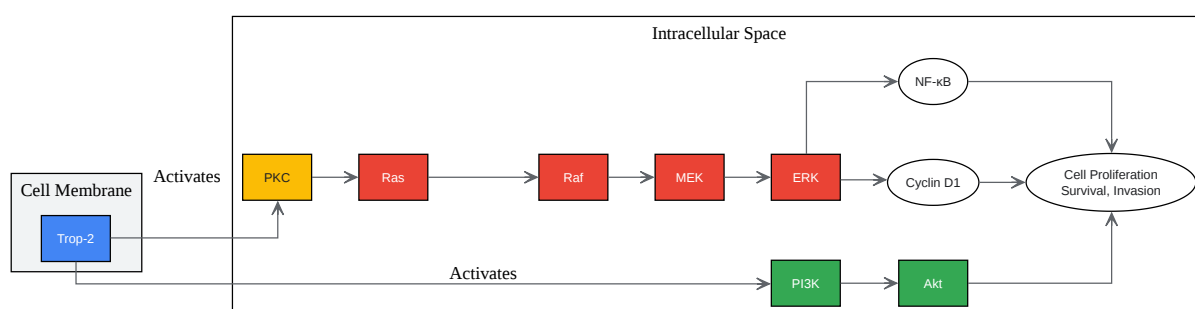 Intracellular Space
NF-κB
Activates
PKC
Ras
Raf
MEK
ERK
Cyclin D1
Cell Proliferation
Survival, Invasion
Cell Membrane
Trop-2
Activates
PI3K
Akt